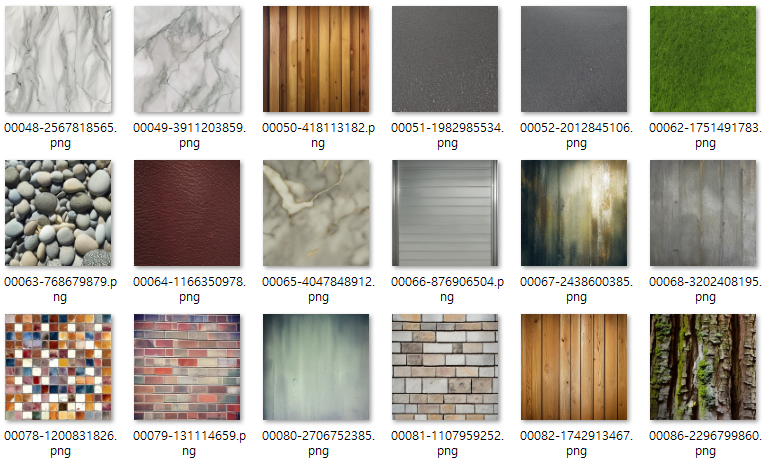 00048-2567818565.
png
00049-3911203859.
png
00050-418113182.p
ng
00051-1982985534.
png
00052-2012845106.
png
00062-1751491783.
png
00063-768679879.p
ng
00064-1166350978.
png
00065-4047848912.
png
00066-876906504.p
ng
00067-2438600385.
png
00068-3202408195.
png
00078-1200831826.
png
00079-131114659.p
ng
00080-2706752385.
png
00081-1107959252.
png
00082-1742913467.
png
00086-2296799860.
png